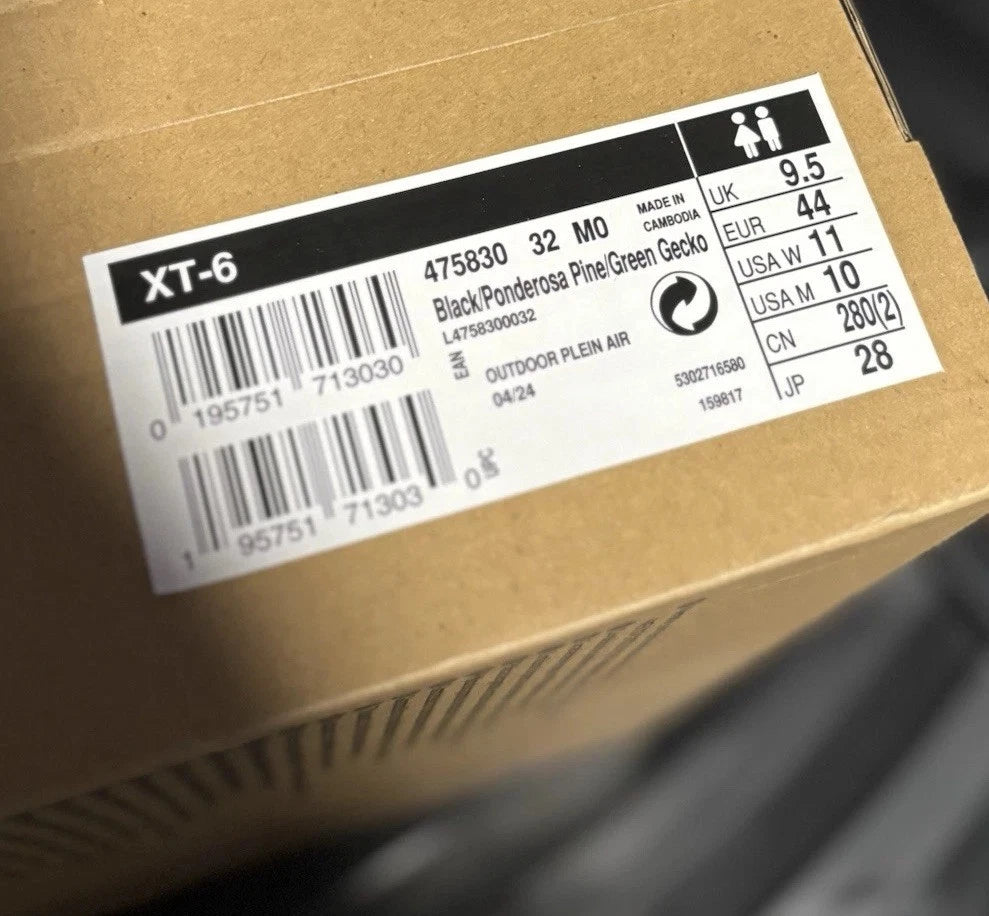 XT-6
475830 32 M0
MADE IN
CAMBODIA
Black/Ponderosa Pine/Green Gecko
L4758300032
EAN
OUTDOOR PLEIN AIR
04/24
5302716580
159817
0 195751 713030
1 95751 71303 0
UPC
UK 9.5
EUR 44
USA W 11
USA M 10
CN 280(2)
JP 28